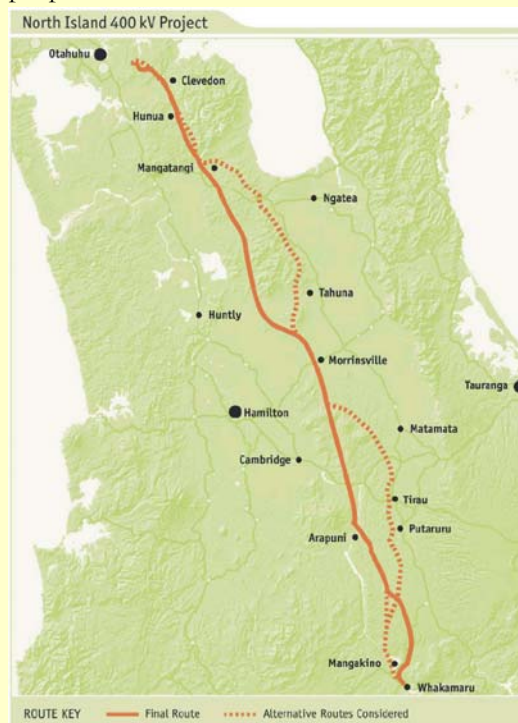 North Island 400 kV Project
Otahuhu
Clevedon
Hunua
Mangatangi
Ngatea
Tahuna
Huntly
Morrinsville
Tauranga
Hamilton
Matamata
Cambridge
Tirau
Putaruru
Arapuni
Mangakino
Whakamaru
ROUTE KEY Final Route Alternative Routes Considered